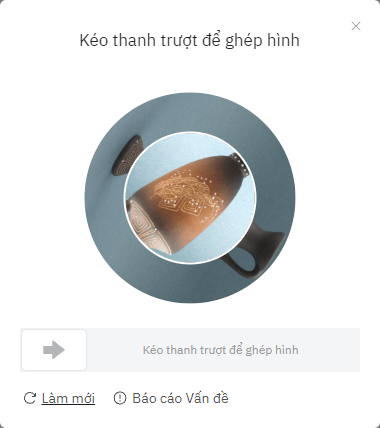 Kéo thanh trượt để ghép hình
Kéo thanh trượt để ghép hình
Làm mới
Báo cáo Vấn đề